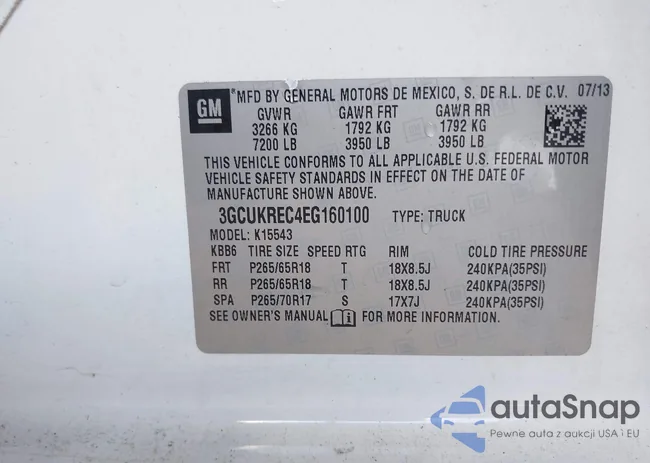 GM
®MFD BY GENERAL MOTORS DE MEXICO, S. DE R.L. DE C.V. 07/13
GVWR GAWR FRT GAWR RR
3266 KG 1792 KG 1792 KG
7200 LB 3950 LB 3950 LB
THIS VEHICLE CONFORMS TO ALL APPLICABLE U.S. FEDERAL MOTOR
VEHICLE SAFETY STANDARDS IN EFFECT ON THE DATE OF
MANUFACTURE SHOWN ABOVE.
3GCUKREC4EG160100 TYPE: TRUCK
MODEL: K15543
KBB6 TIRE SIZE SPEED RTG RIM COLD TIRE PRESSURE
FRT P265/65R18 T 18X8.5J 240KPA(35PSI)
RR P265/65R18 T 18X8.5J 240KPA(35PSI)
SPA P265/70R17 S 17X7J 240KPA(35PSI)
SEE OWNER'S MANUAL FOR MORE INFORMATION.
autoSnap
Pewne auta z aukcji USA i EU